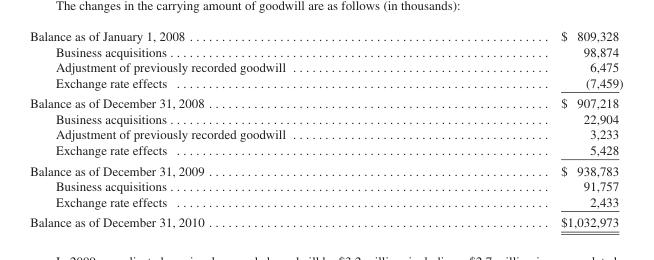 The changes in the carrying amount of goodwill are as follows (in thousands):
Balance as of January 1, 2008 . . . . . . . . . . . . . . . . . . . . . . . . . . . . . . . . . . . . . . . . $ 809,328
Business acquisitions . . . . . . . . . . . . . . . . . . . . . . . . . . . . . . . . . . . . . . . . 98,874
Adjustment of previously recorded goodwill . . . . . . . . . . . . . . . . . . . . . . . . . . . . 6,475
Exchange rate effects . . . . . . . . . . . . . . . . . . . . . . . . . . . . . . . . . . . . . . . . (7,459)
Balance as of December 31, 2008 . . . . . . . . . . . . . . . . . . . . . . . . . . . . . . . . . . . . $ 907,218
Business acquisitions . . . . . . . . . . . . . . . . . . . . . . . . . . . . . . . . . . . . . . . . 22,904
Adjustment of previously recorded goodwill . . . . . . . . . . . . . . . . . . . . . . . . . . . . 3,233
Exchange rate effects . . . . . . . . . . . . . . . . . . . . . . . . . . . . . . . . . . . . . . . . 5,428
Balance as of December 31, 2009 . . . . . . . . . . . . . . . . . . . . . . . . . . . . . . . . . . . . $ 938,783
Business acquisitions . . . . . . . . . . . . . . . . . . . . . . . . . . . . . . . . . . . . . . . . 91,757
Exchange rate effects . . . . . . . . . . . . . . . . . . . . . . . . . . . . . . . . . . . . . . . . 2,433
Balance as of December 31, 2010 . . . . . . . . . . . . . . . . . . . . . . . . . . . . . . . . . . . . $1,032,973